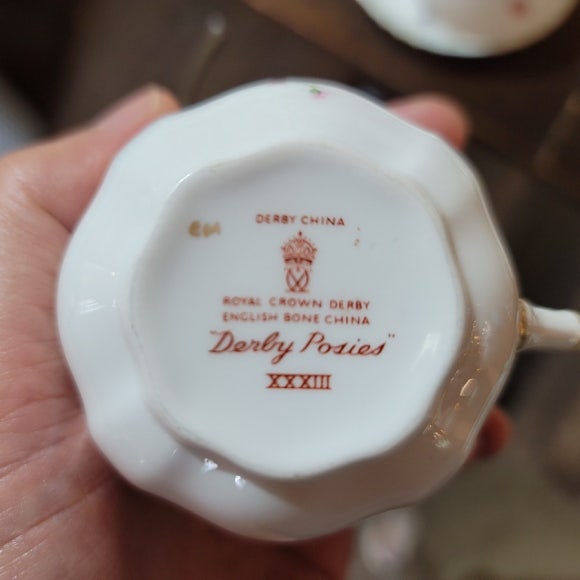 DERBY CHINA
ROYAL CROWN DERBY
ENGLISH BONE CHINA
"Derby Posies"
XXXIII